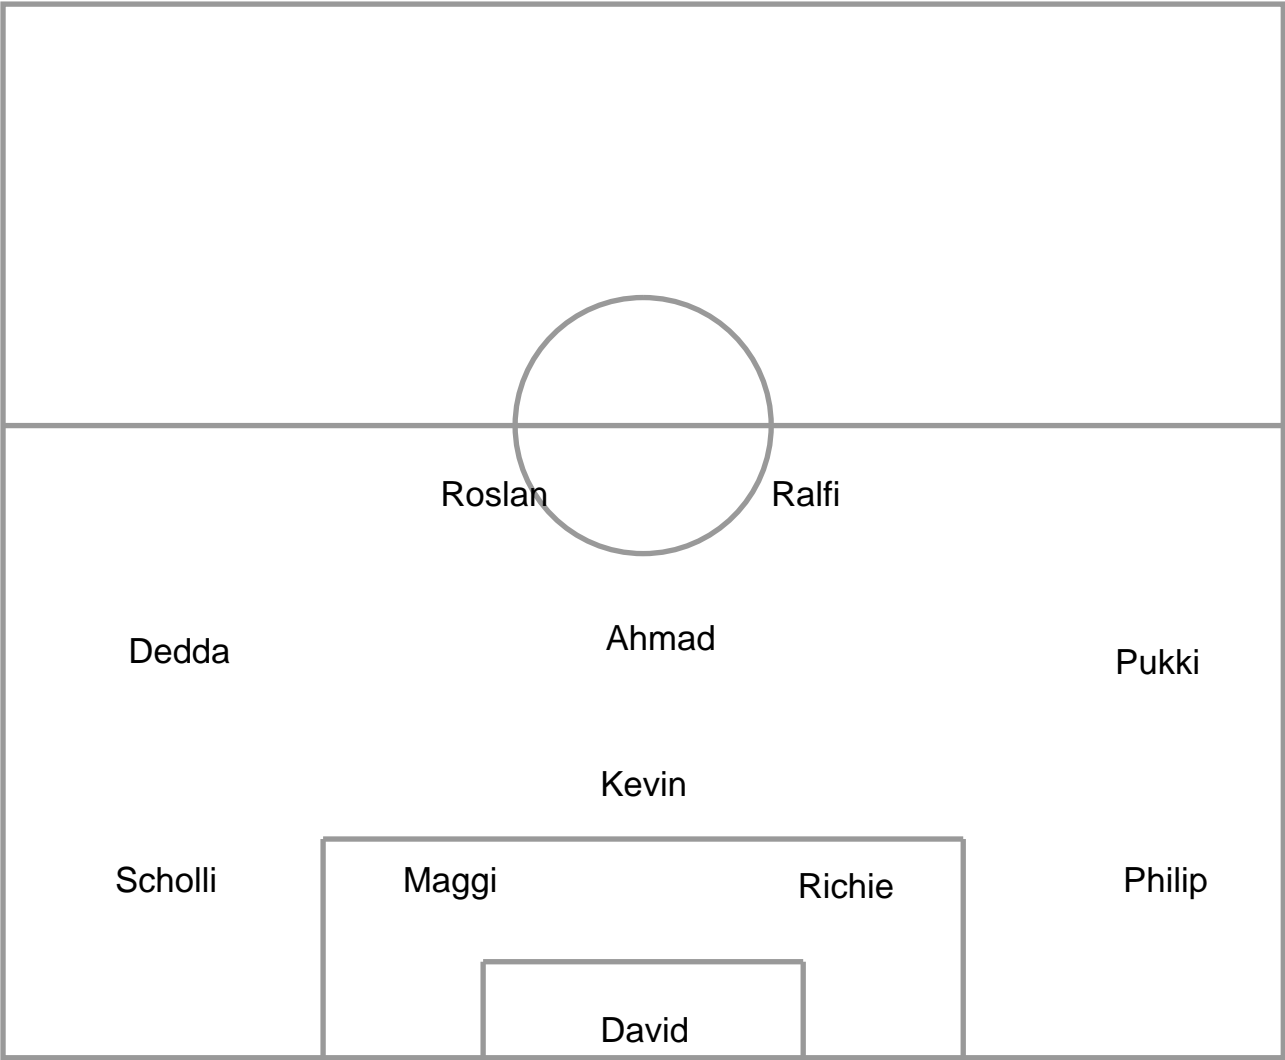 Roslan Ralfi
Ahmad
Dedda
Pukki
Kevin
Scholli Maggi Richie Philip
David